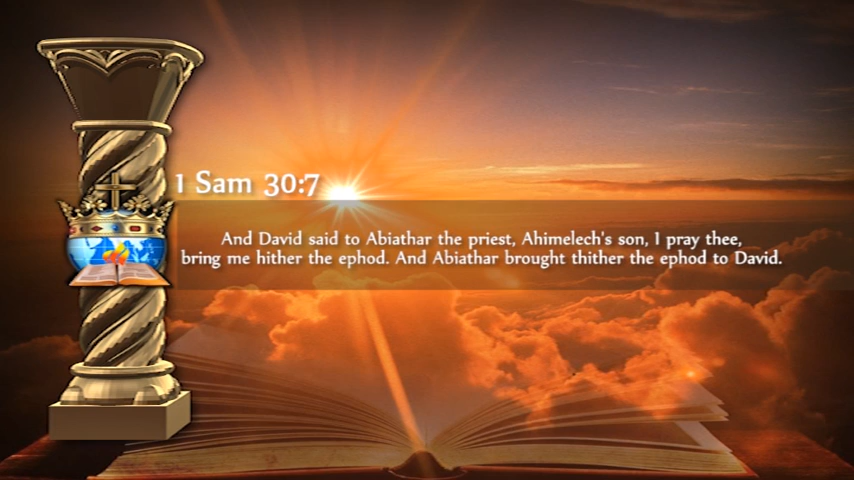 1 Sam 30:7
And David said to Abiathar the priest, Ahimelech's son, I pray thee,
bring me hither the ephod. And Abiathar brought thither the ephod to David.